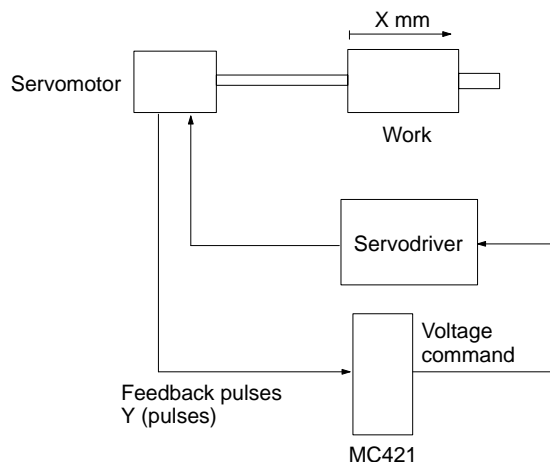 X mm
Servomotor
Work
Servodriver
Voltage
command
Feedback pulses
Y (pulses)
MC421